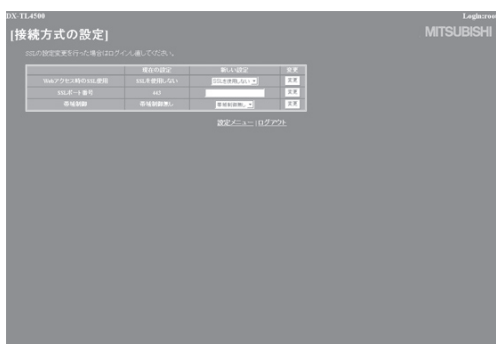 DX-TL4500 Login:root
[接続方式の設定] MITSUBISHI
SSLの設定変更を行った場合はログインし直してください。
現在の設定 新しい設定 変更
Webアクセス時のSSL使用 SSLを使用しない SSLを使用しない 変更
SSLポート番号 443 変更
帯域制御 帯域制御無し 帯域制御無し 変更
設定メニュー | ログアウト